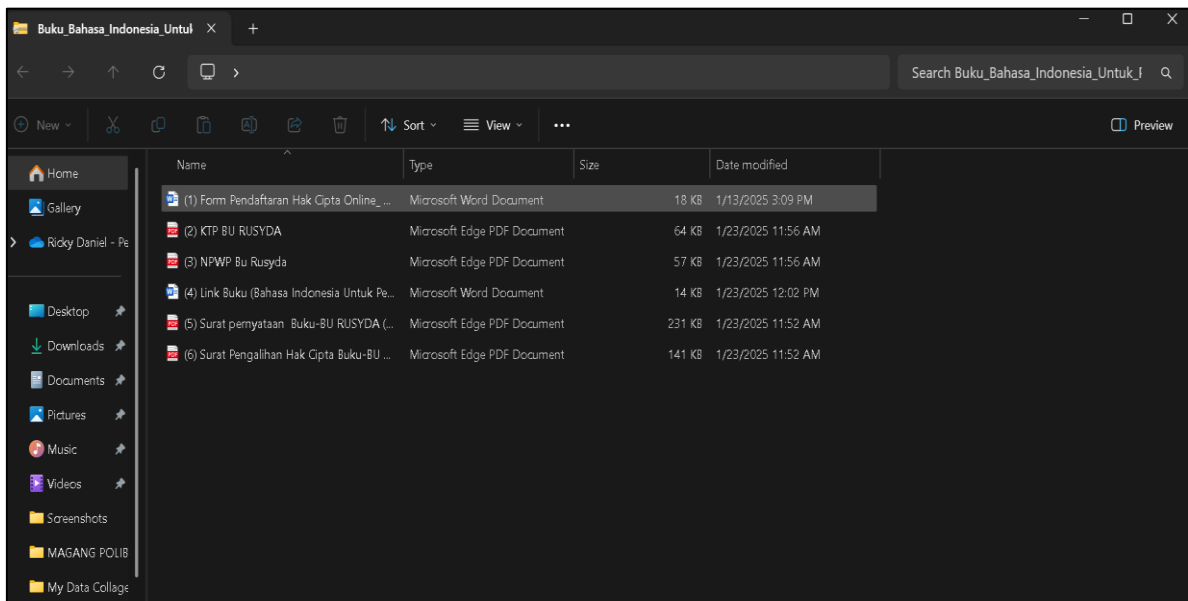 Buku_Bahasa_Indonesia_Untuk
Search Buku_Bahasa_Indonesia_Untuk_F
New Sort View ... Preview
Name Type Size Date modified
(1) Form Pendaftaran Hak Cipta Online_ ... Microsoft Word Document 18 KB 1/13/2025 3:09 PM
(2) KTP BU RUSYDA Microsoft Edge PDF Document 64 KB 1/23/2025 11:56 AM
(3) NPWP Bu Rusyda Microsoft Edge PDF Document 57 KB 1/23/2025 11:56 AM
(4) Link Buku (Bahasa Indonesia Untuk Pe... Microsoft Word Document 14 KB 1/23/2025 12:02 PM
(5) Surat pernyataan Buku-BU RUSYDA (... Microsoft Edge PDF Document 231 KB 1/23/2025 11:52 AM
(6) Surat Pengalihan Hak Cipta Buku-BU ... Microsoft Edge PDF Document 141 KB 1/23/2025 11:52 AM
Home
Gallery
Ricky Daniel - Pe
Desktop
Downloads
Documents
Pictures
Music
Videos
Screenshots
MAGANG POLIB
My Data Collage